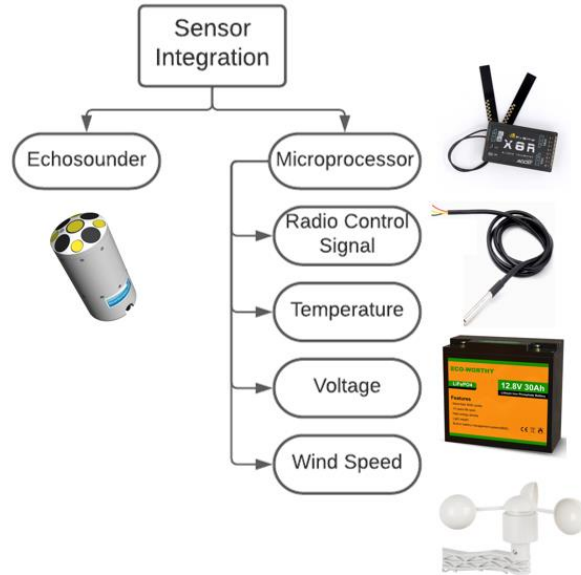 Sensor
Integration
Echosounder
Microprocessor
X8R
Radio Control
Signal
Temperature
ECO-WORTHY
LiFePO4
12.8V 30Ah
Features
Voltage
Wind Speed